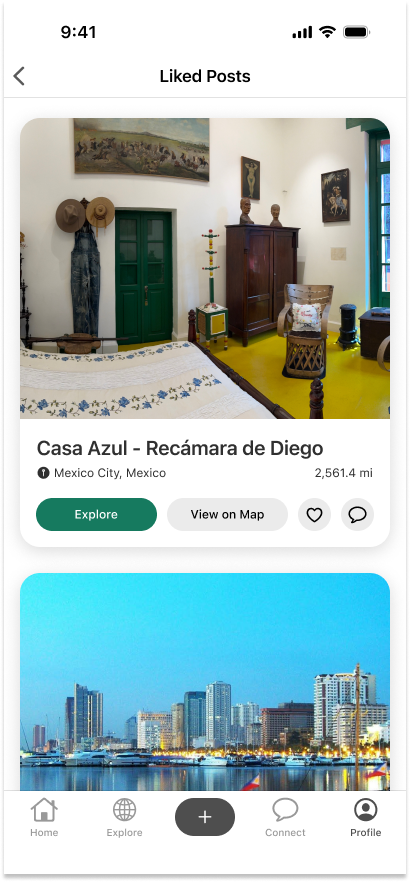 9:41
Liked Posts
Casa Azul - Recámara de Diego
Mexico City, Mexico
2,561.4 mi
Explore
View on Map
Home
Explore
Connect
Profile